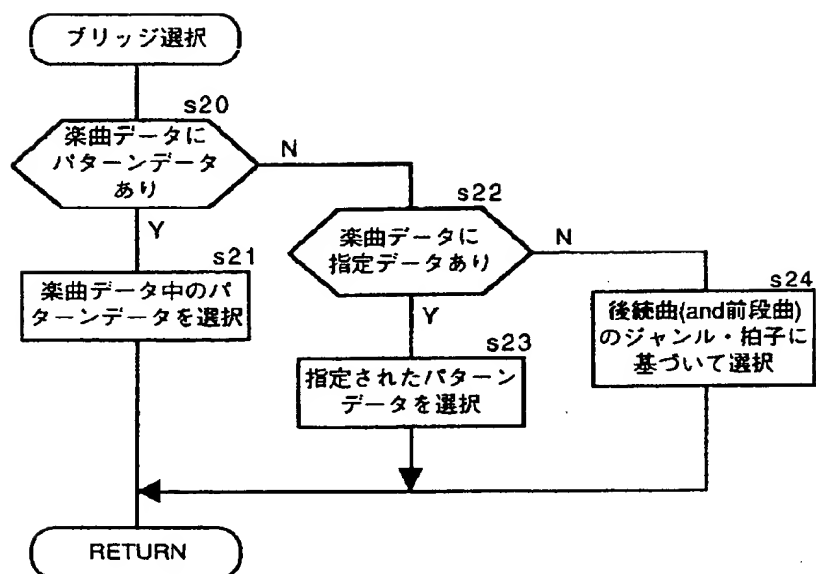 ブリッジ選択
s20
楽曲データに
パターンデータ
あり
N
Y
s22
楽曲データに
指定データあり
N
Y
s21
楽曲データ中のパ
ターンデータを選択
s24
後続曲(and前段曲)
のジャンル・拍子に
基づいて選択
s23
指定されたパターン
データを選択
RETURN